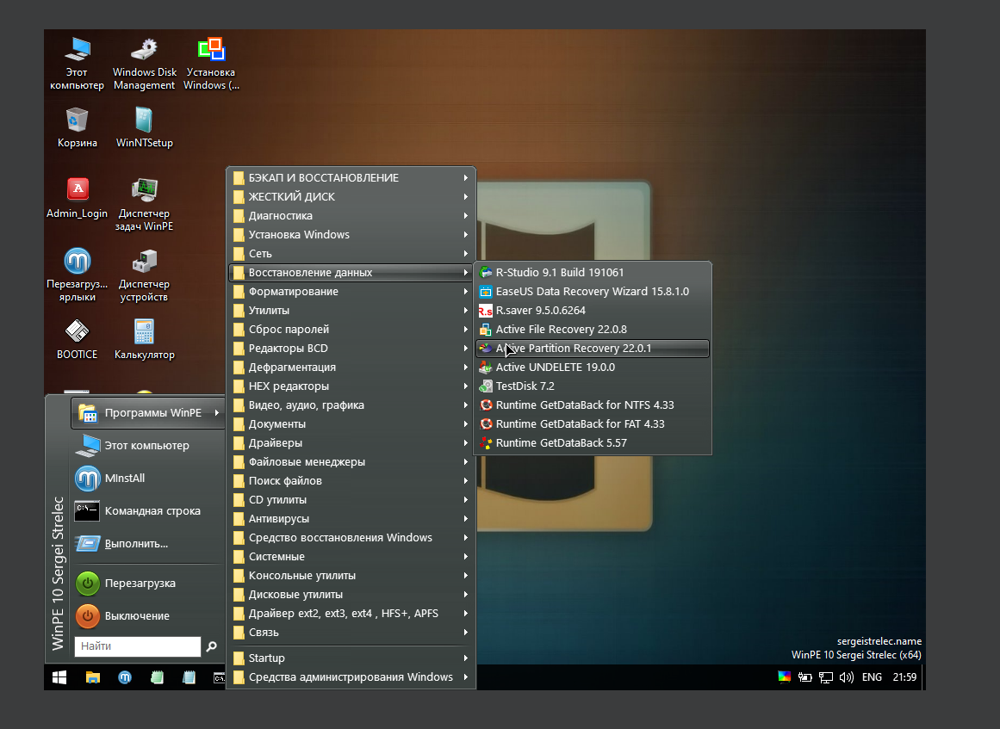 Этот
компьютер
Windows Disk
Management
Установка
Windows (...
Корзина
WinNTSetup
A
Admin_Login
Диспетчер
задач WinPE
Перезагруз...
ярлыки
Диспетчер
устройств
BOOTICE
Калькулятор
WinPE 10 Sergei Strelec
Программы WinPE
Этот компьютер
MInstAll
C:\
Командная строка
Выполнить...
Перезагрузка
Выключение
Найти
БЭКАП И ВОССТАНОВЛЕНИЕ
ЖЕСТКИЙ ДИСК
Диагностика
Установка Windows
Сеть
Восстановление данных
Форматирование
Утилиты
Сброс паролей
Редакторы BCD
Дефрагментация
HEX редакторы
Видео, аудио, графика
Документы
Драйверы
Файловые менеджеры
Поиск файлов
CD утилиты
Антивирусы
Средство восстановления Windows
Системные
Консольные утилиты
Дисковые утилиты
Драйвер ext2, ext3, ext4 , HFS+, APFS
Связь
Startup
Средства администрирования Windows
R-Studio 9.1 Build 191061
EaseUS Data Recovery Wizard 15.8.1.0
R.s
R.saver 9.5.0.6264
Active File Recovery 22.0.8
Active Partition Recovery 22.0.1
Active UNDELETE 19.0.0
TestDisk 7.2
Runtime GetDataBack for NTFS 4.33
Runtime GetDataBack for FAT 4.33
Runtime GetDataBack 5.57
sergeistrelec.name
WinPE 10 Sergei Strelec (x64)
C:\
ENG
21:59